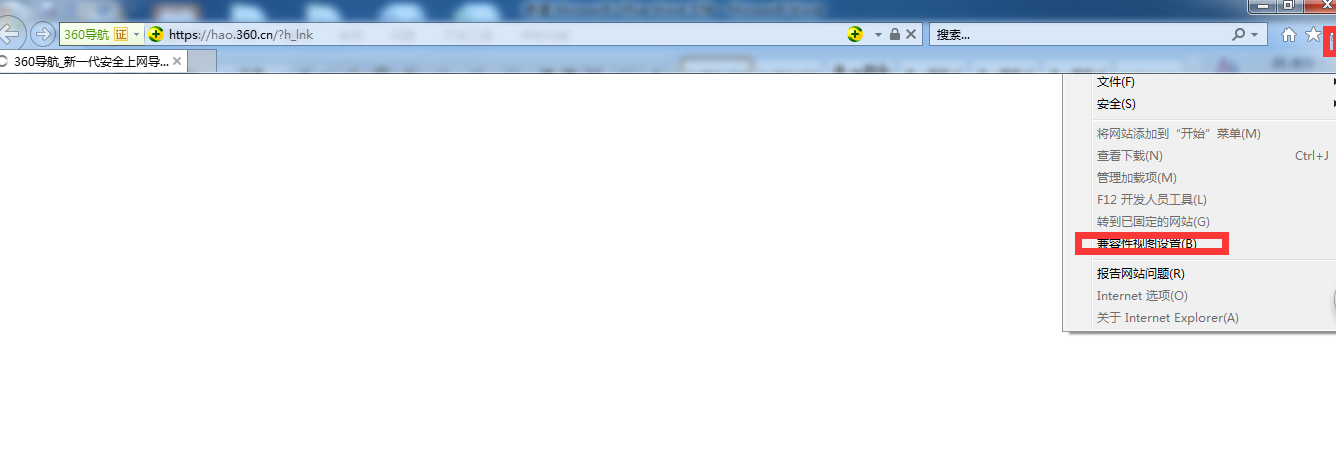 360导航 证 https://hao.360.cn/?h_lnk 搜索...
360导航_新一代安全上网导...
文件(F)
安全(S)
将网站添加到“开始”菜单(M)
查看下载(N) Ctrl+J
管理加载项(M)
F12 开发人员工具(L)
转到已固定的网站(G)
兼容性视图设置(B)
报告网站问题(R)
Internet 选项(O)
关于 Internet Explorer(A)